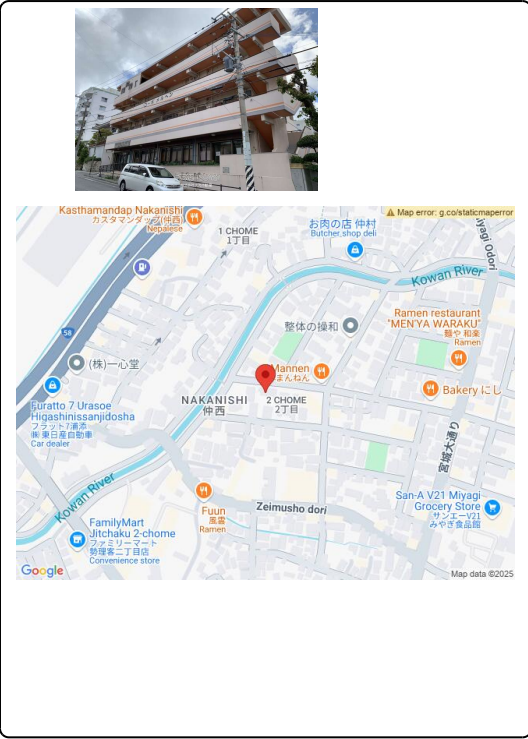 Map error: g.co/staticmaperror
Kasthamandap Nakanishi
カスタマンダップ(仲西)
Nepalese
1 CHOME
1丁目
お肉の店 仲村
Butcher shop deli
Miyagi Odori
Kowan River
58
整体の操和
Ramen restaurant
"MEN'YA WARAKU"
麺や 和楽
Ramen
(株)一心堂
Mannen
まんねん
Bakery にし
Furatto 7 Urasoe
Higashinissanjidosha
フラット7浦添
㈱東日産自動車
Car dealer
NAKANISHI
仲西
2 CHOME
2丁目
宮城大通り
Kowan River
Fuun
風雲
Ramen
Zeimusho dori
San-A V21 Miyagi
Grocery Store
サンエーV21
みやぎ食品館
FamilyMart
Jitchaku 2-chome
ファミリーマート
勢理客二丁目店
Convenience store
Google
Map data ©2025